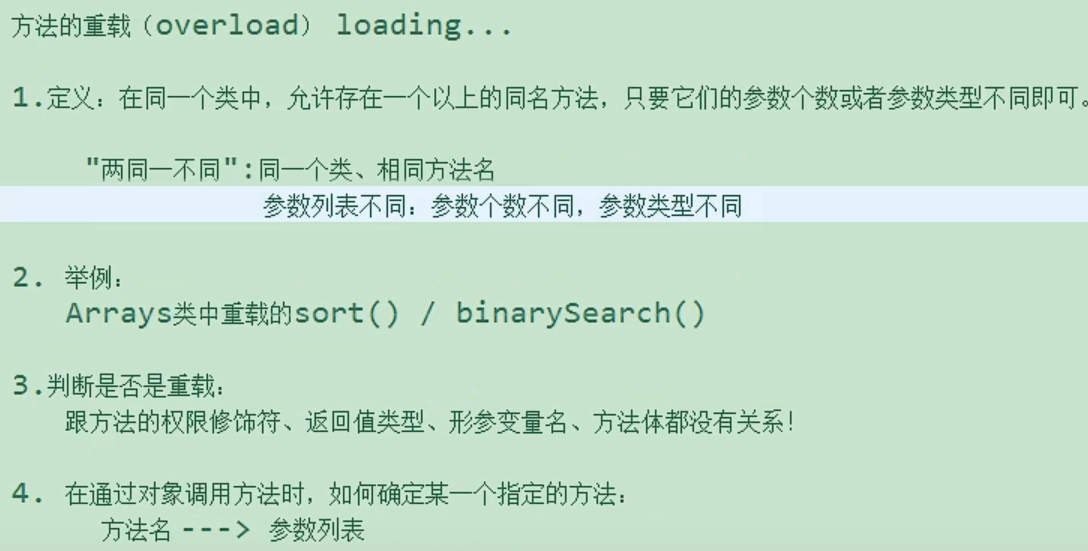 方法的重载（overload） loading...
1.定义：在同一个类中，允许存在一个以上的同名方法，只要它们的参数个数或者参数类型不同即可。
"两同一不同":同一个类、相同方法名
参数列表不同：参数个数不同，参数类型不同
2. 举例：
Arrays类中重载的sort() / binarySearch()
3.判断是否是重载：
跟方法的权限修饰符、返回值类型、形参变量名、方法体都没有关系！
4. 在通过对象调用方法时，如何确定某一个指定的方法：
方法名 ---> 参数列表